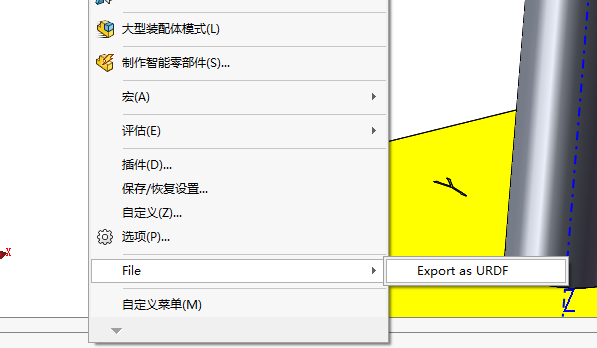 大型装配体模式(L)
制作智能零部件(S)...
宏(A)
评估(E)
插件(D)...
保存/恢复设置...
自定义(Z)...
选项(P)...
File
Export as URDF
自定义菜单(M)
Y
X
Z